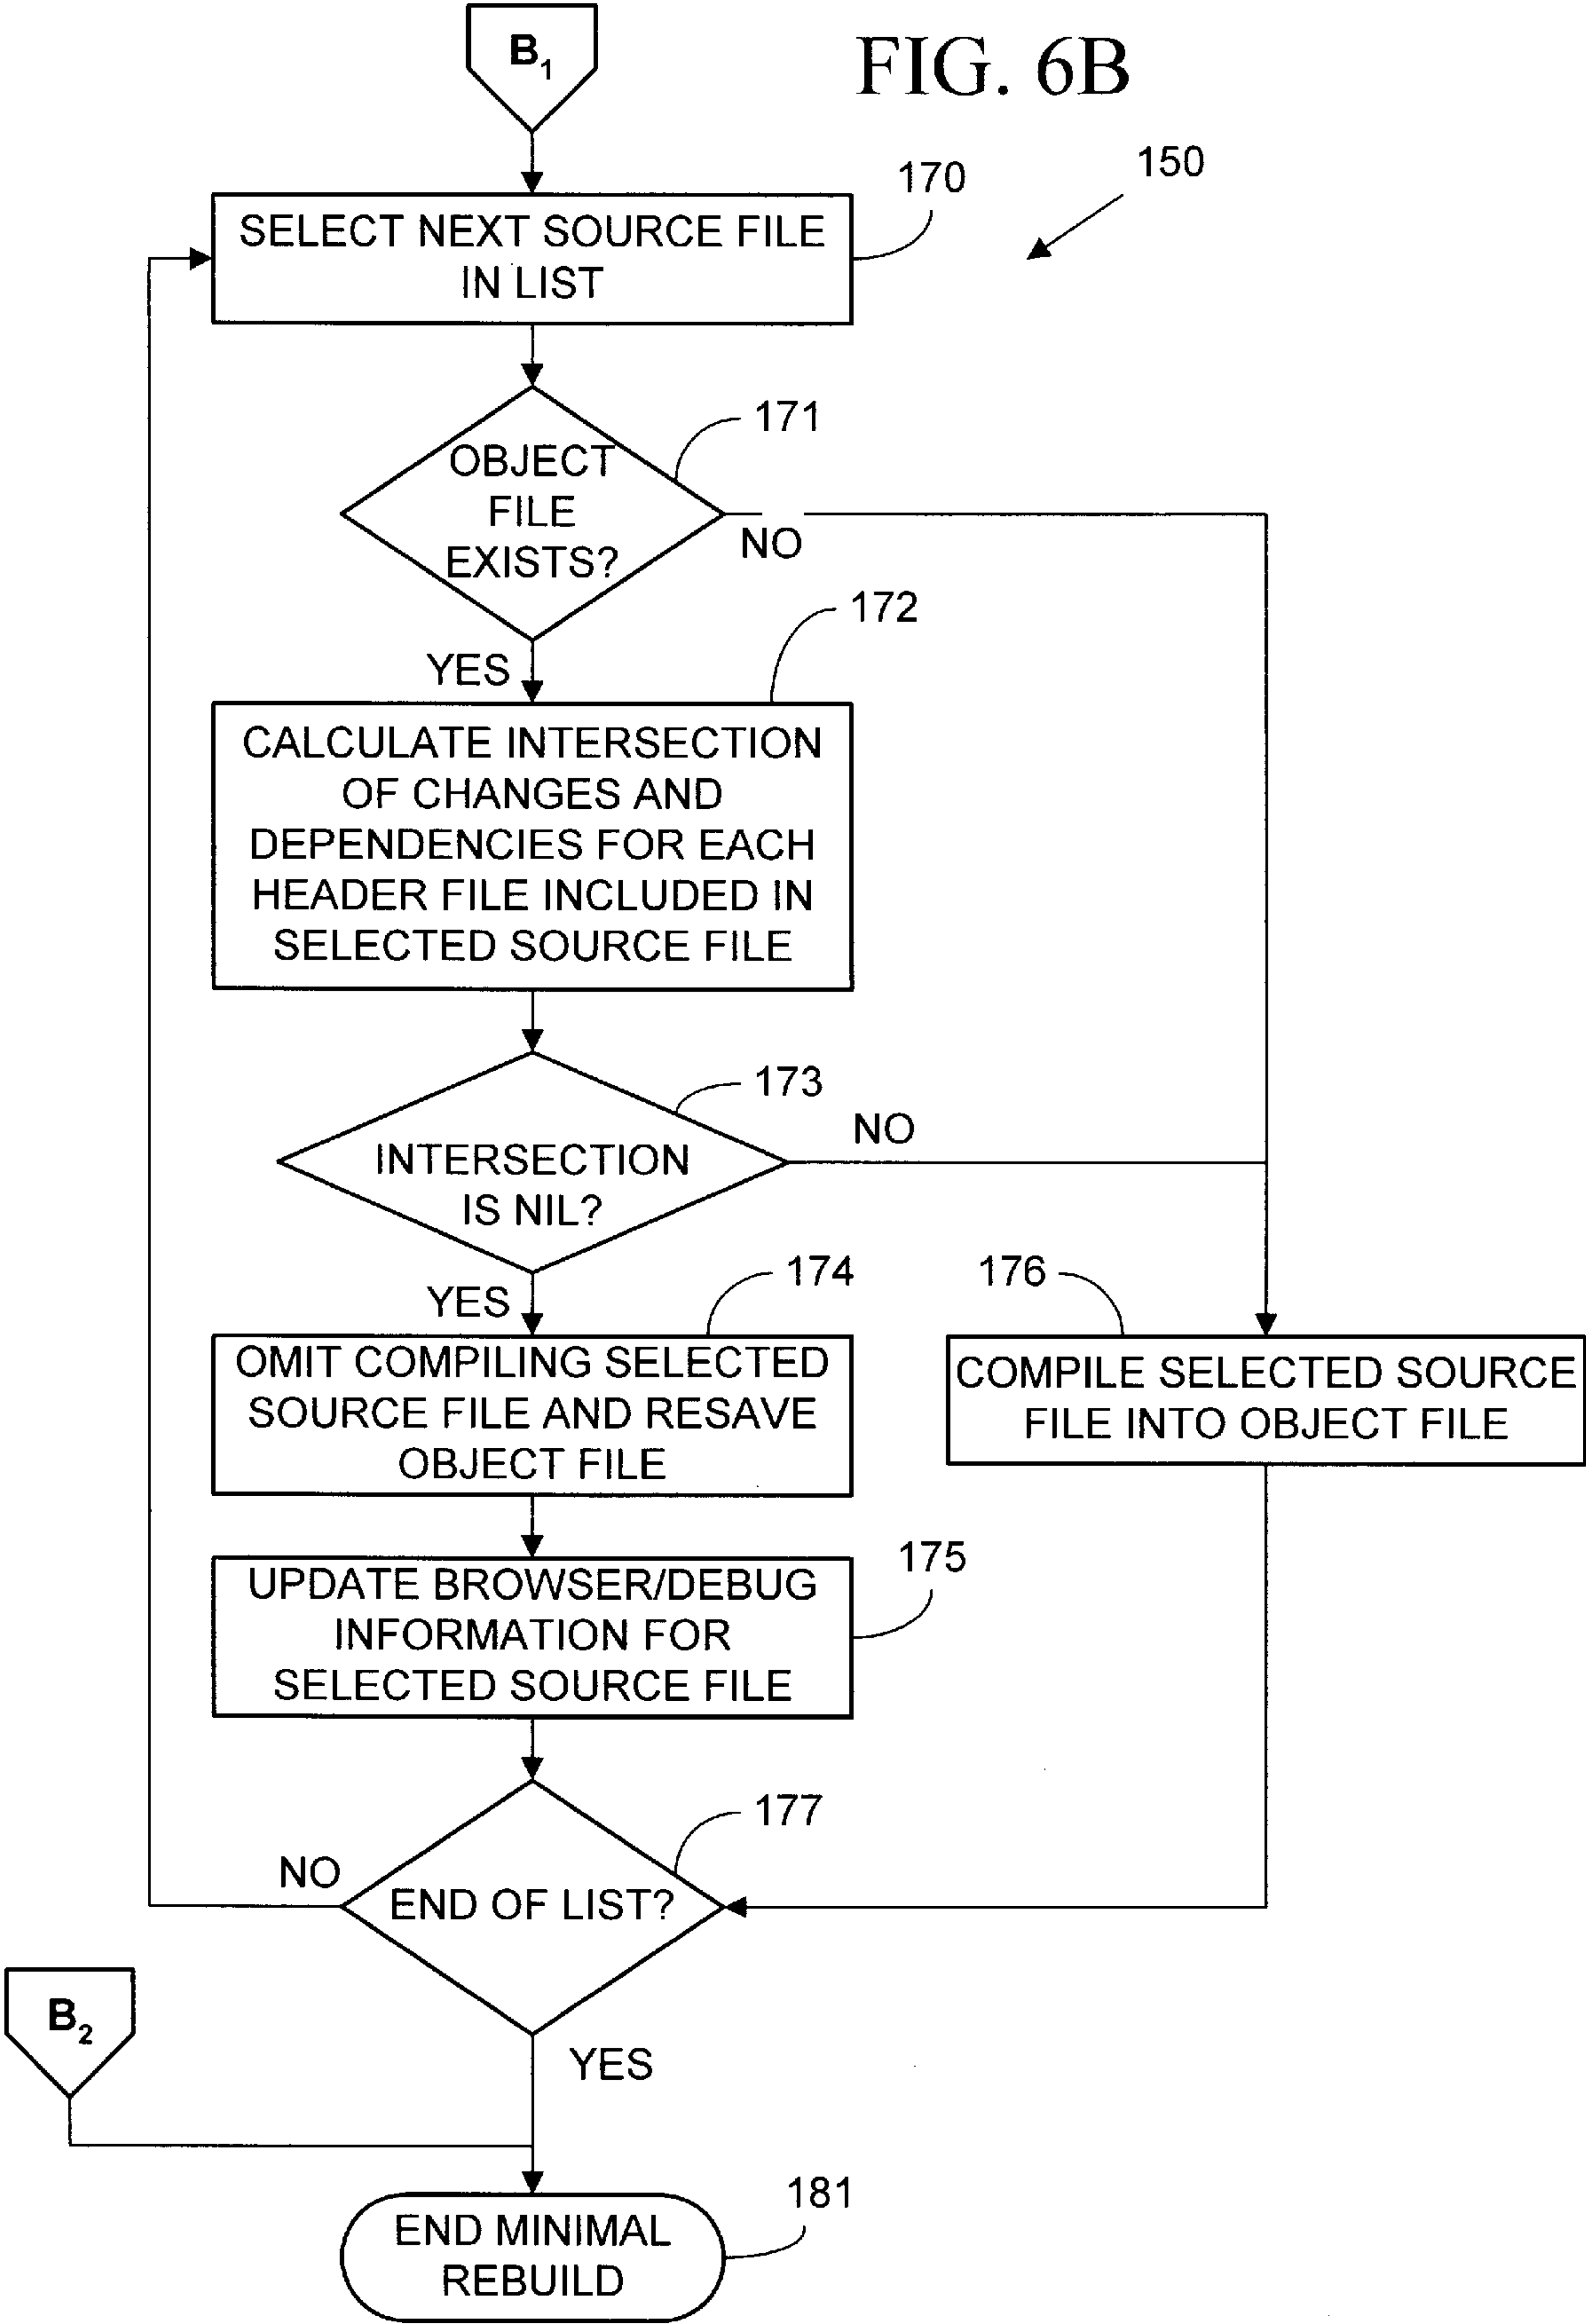 B1
FIG. 6B
150
170
SELECT NEXT SOURCE FILE
IN LIST
171
OBJECT
FILE
EXISTS?
NO
172
YES
CALCULATE INTERSECTION
OF CHANGES AND
DEPENDENCIES FOR EACH
HEADER FILE INCLUDED IN
SELECTED SOURCE FILE
173
NO
INTERSECTION
IS NIL?
YES
174
176
OMIT COMPILING SELECTED
SOURCE FILE AND RESAVE
OBJECT FILE
COMPILE SELECTED SOURCE
FILE INTO OBJECT FILE
175
UPDATE BROWSER/DEBUG
INFORMATION FOR
SELECTED SOURCE FILE
177
NO
END OF LIST?
B2
YES
181
END MINIMAL
REBUILD